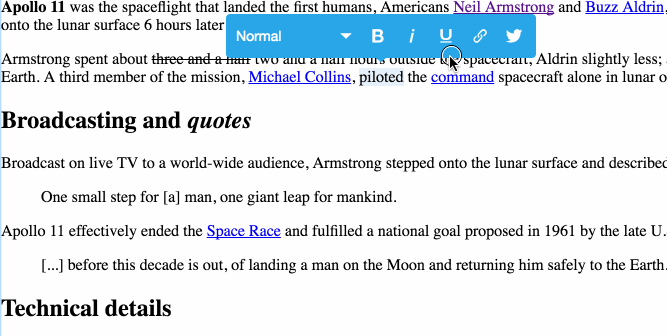 Apollo 11 was the spaceflight that landed the first humans, Americans Neil Armstrong and Buzz Aldrin,
onto the lunar surface 6 hours later
Normal B i U
Armstrong spent about three and a half two and a half hours outside the spacecraft, Aldrin slightly less;
Earth. A third member of the mission, Michael Collins, piloted the command spacecraft alone in lunar o
Broadcasting and quotes
Broadcast on live TV to a world-wide audience, Armstrong stepped onto the lunar surface and described
One small step for [a] man, one giant leap for mankind.
Apollo 11 effectively ended the Space Race and fulfilled a national goal proposed in 1961 by the late U.
[...] before this decade is out, of landing a man on the Moon and returning him safely to the Earth.
Technical details